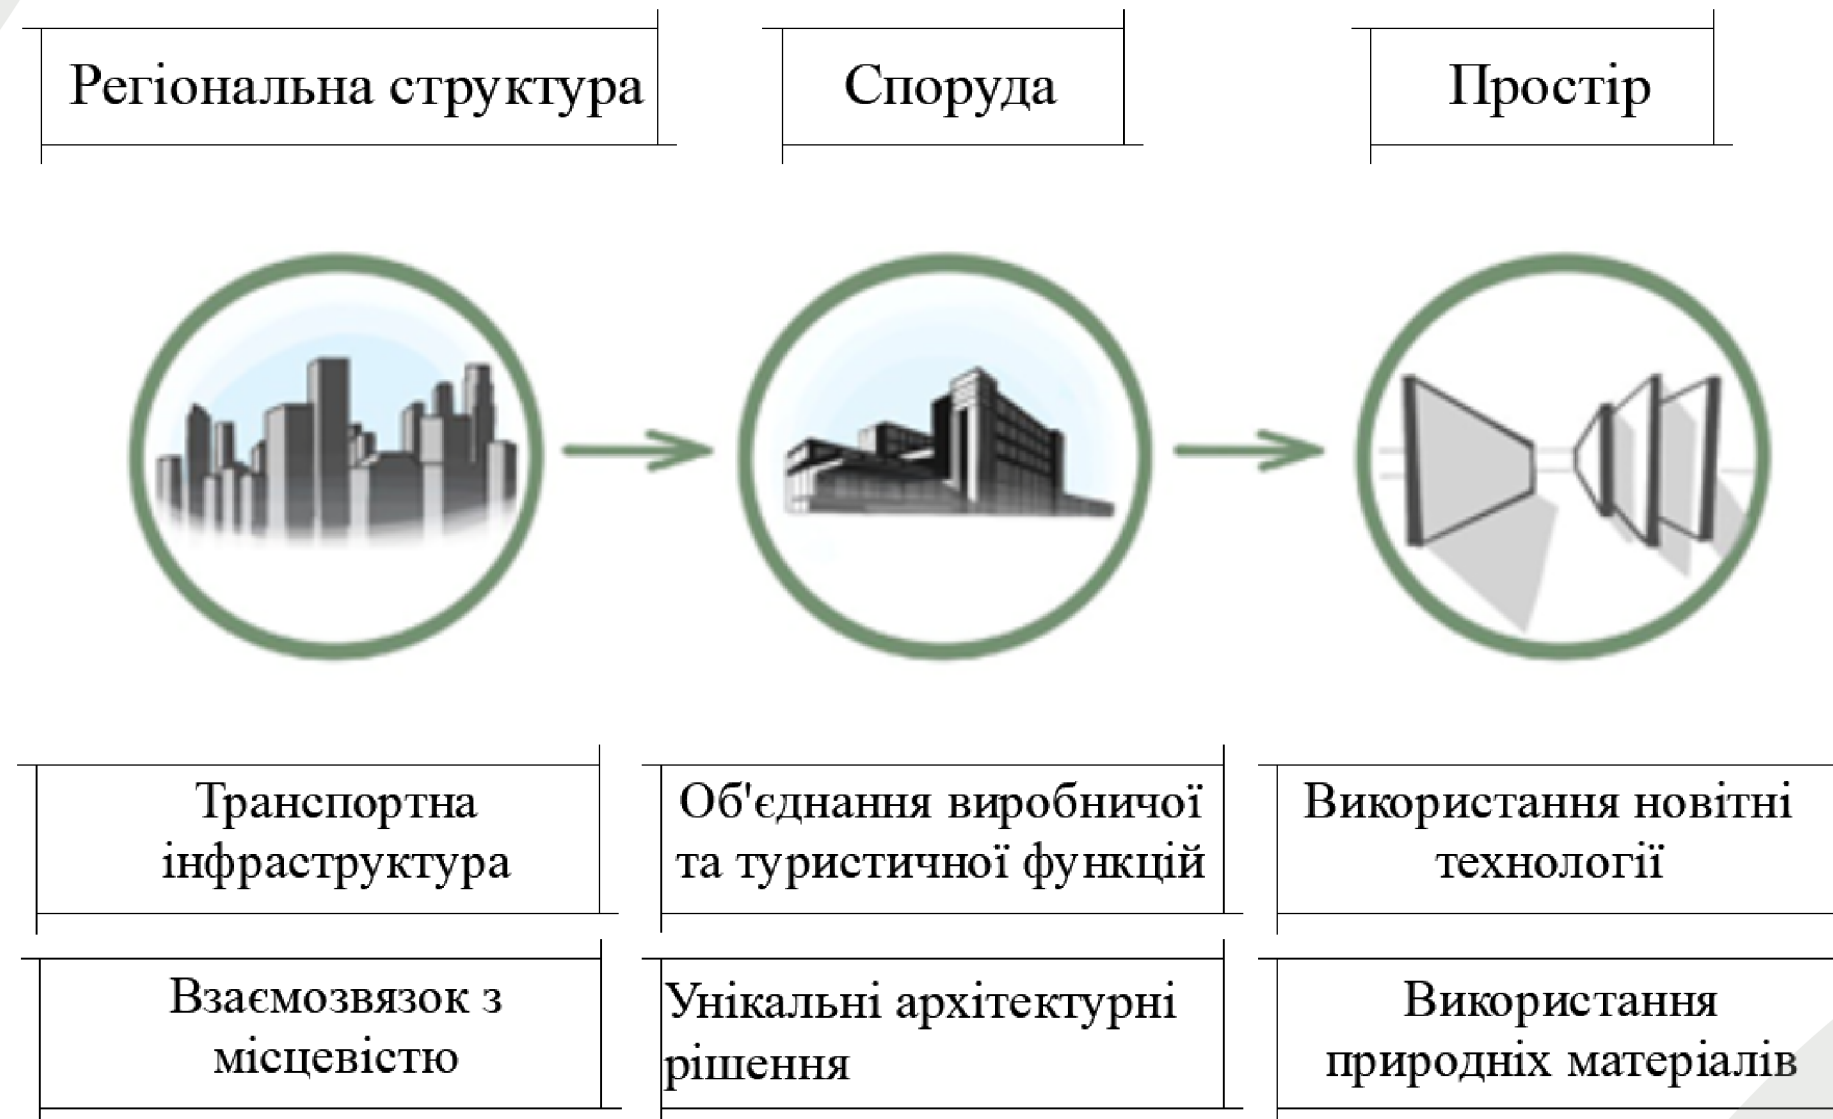 Регіональна структура
Споруда
Простір
Транспортна
інфраструктура
Об'єднання виробничої
та туристичної функцій
Використання новітні
технології
Взаємозвязок з
місцевістю
Унікальні архітектурні
рішення
Використання
природніх матеріалів